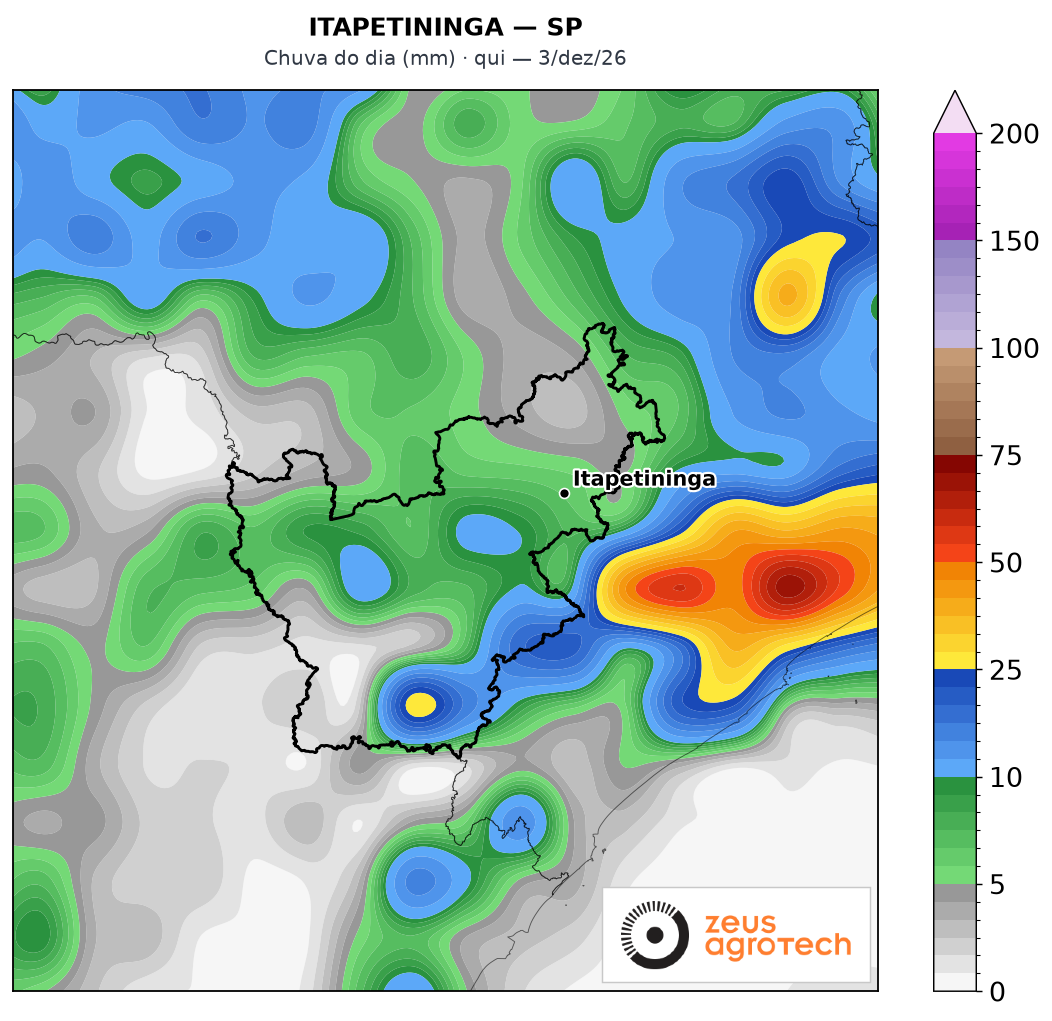 ITAPETININGA — SP
Chuva do dia (mm) · qui — 3/dez/26
200
150
100
75
50
25
10
5
0
Itapetininga
zeus
agrotech